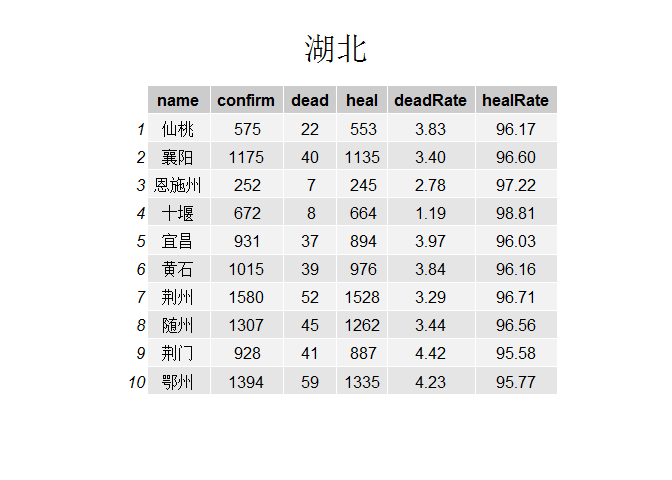 湖北
name confirm dead heal deadRate healRate
1 仙桃 575 22 553 3.83 96.17
2 襄阳 1175 40 1135 3.40 96.60
3 恩施州 252 7 245 2.78 97.22
4 十堰 672 8 664 1.19 98.81
5 宜昌 931 37 894 3.97 96.03
6 黄石 1015 39 976 3.84 96.16
7 荆州 1580 52 1528 3.29 96.71
8 随州 1307 45 1262 3.44 96.56
9 荆门 928 41 887 4.42 95.58
10 鄂州 1394 59 1335 4.23 95.77